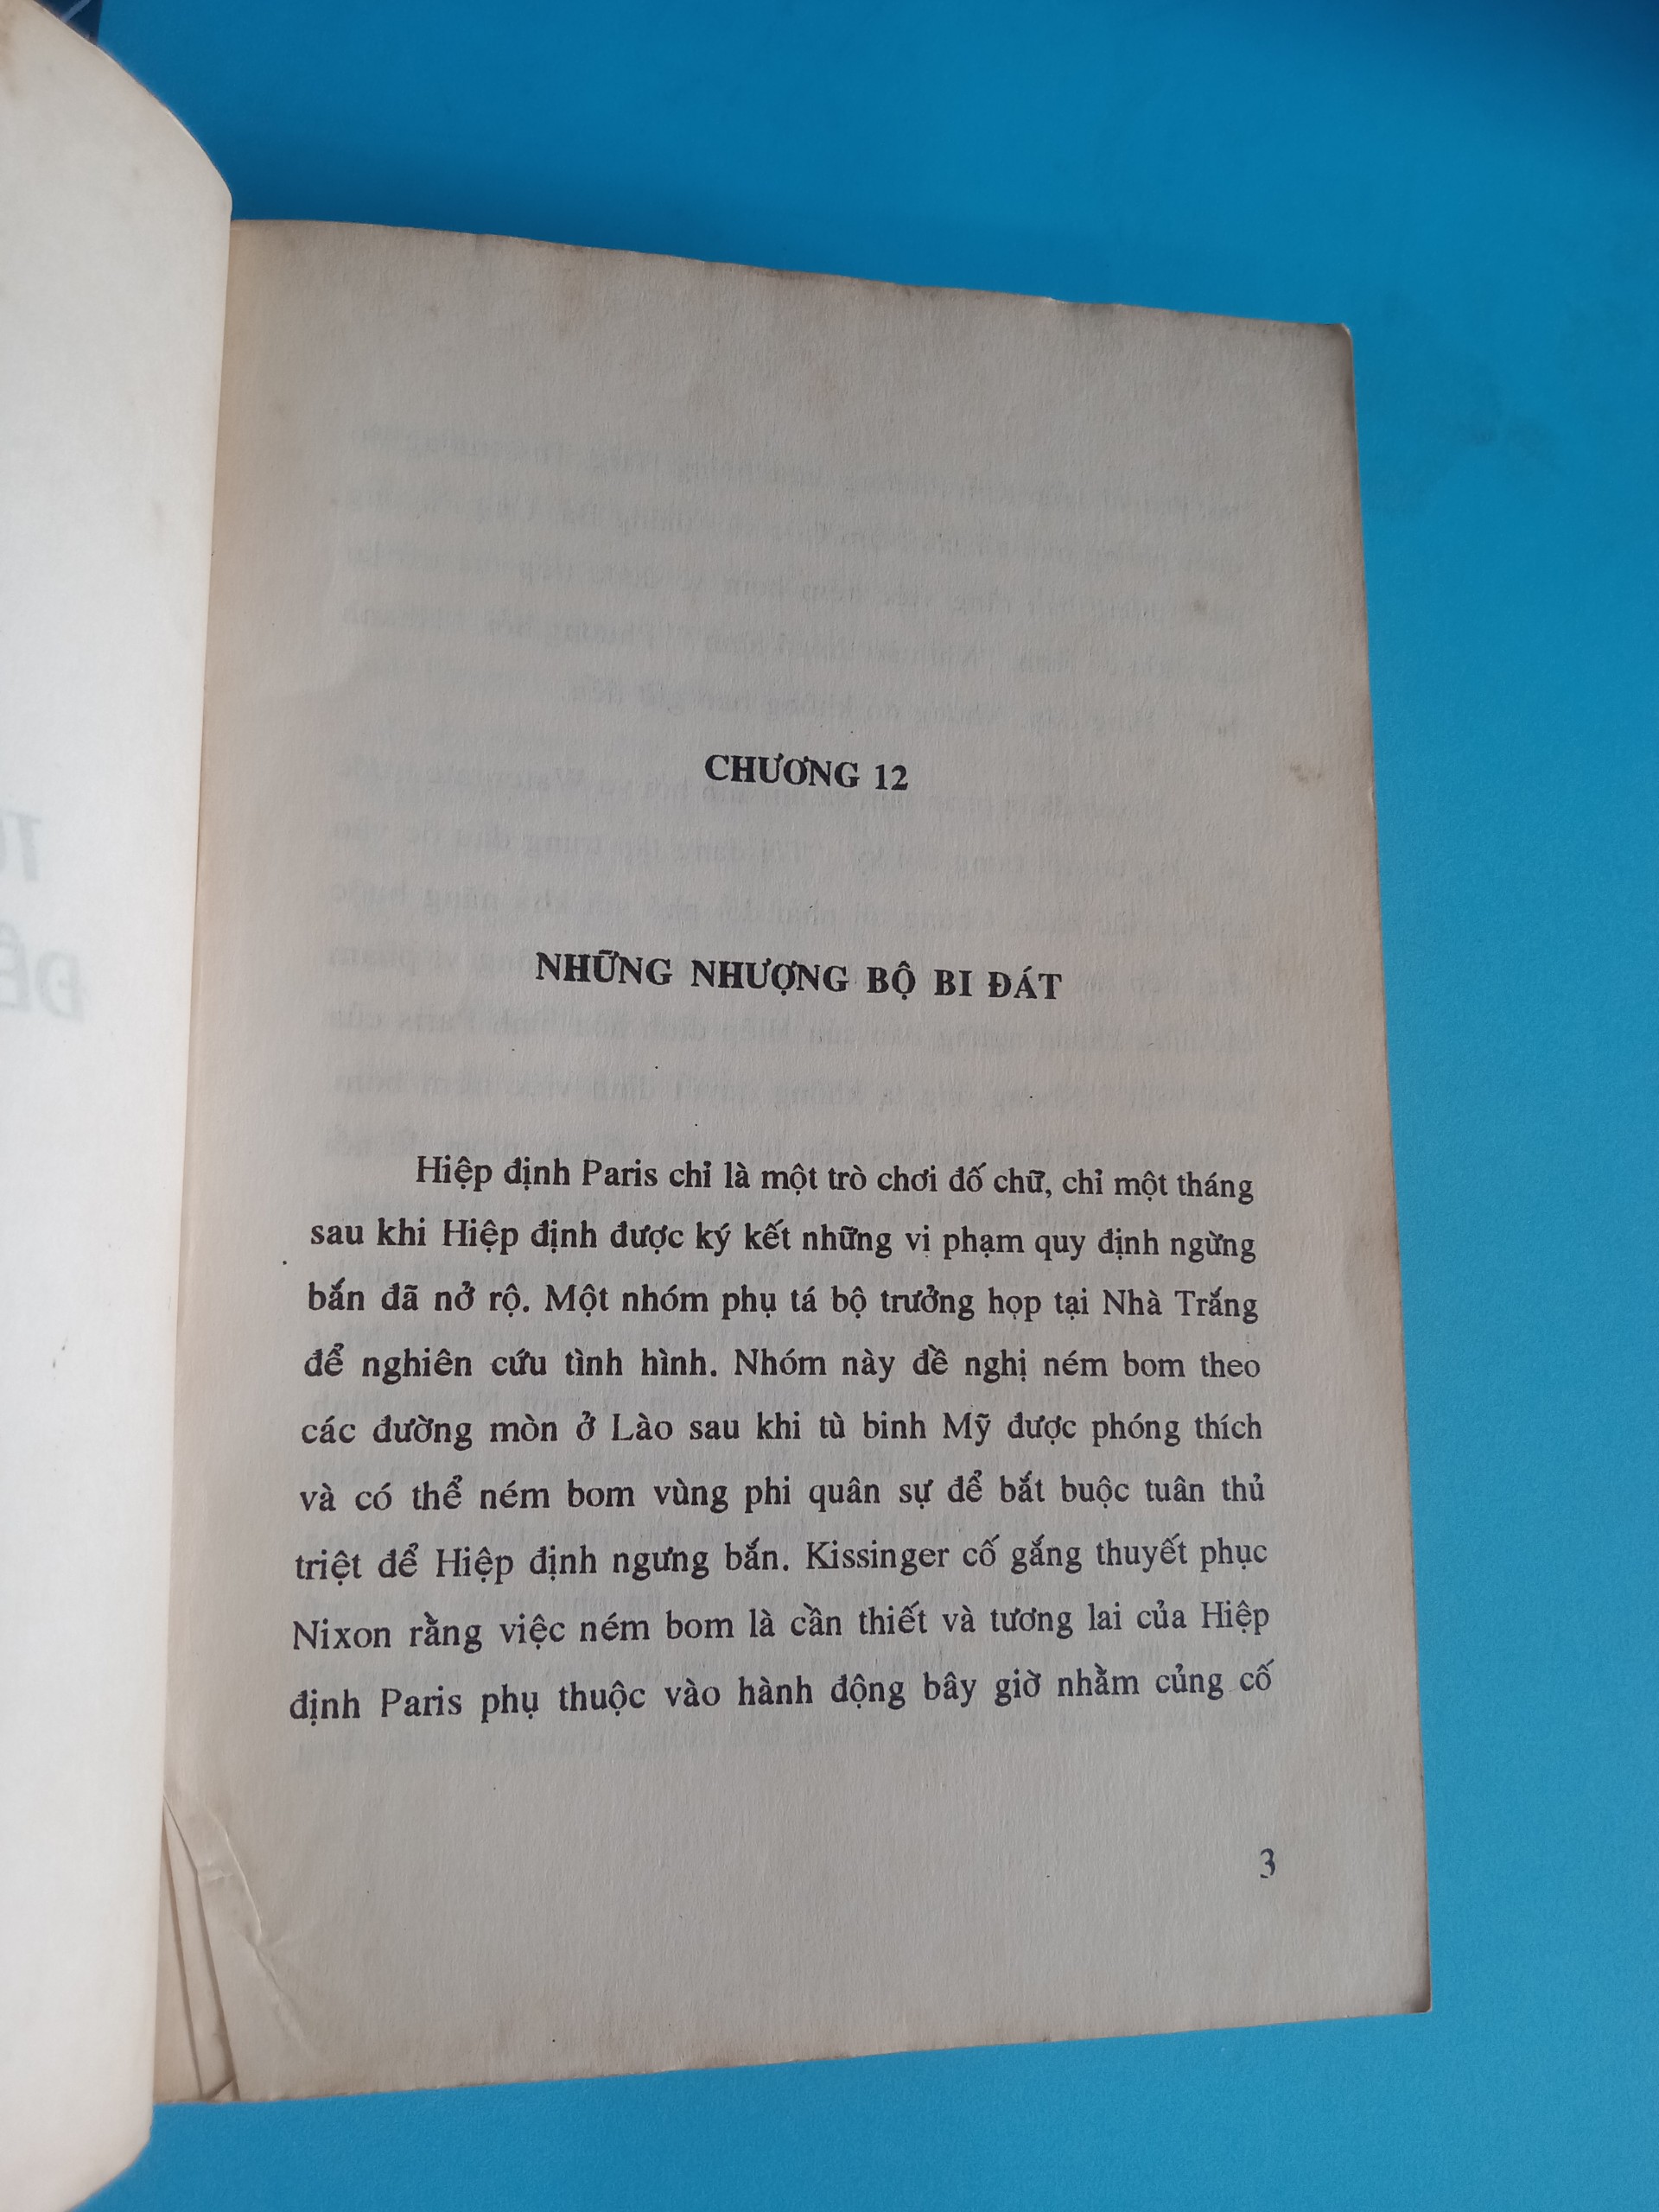 CHƯƠNG 12
NHỮNG NHƯỢNG BỘ BI ĐÁT
Hiệp định Paris chỉ là một trò chơi đố chữ, chỉ một tháng
sau khi Hiệp định được ký kết những vi phạm quy định ngừng
bắn đã nở rộ. Một nhóm phụ tá bộ trưởng họp tại Nhà Trắng
để nghiên cứu tình hình. Nhóm này đề nghị ném bom theo
các đường mòn ở Lào sau khi tù binh Mỹ được phóng thích
và có thể ném bom vùng phi quân sự để bắt buộc tuân thủ
triệt để Hiệp định ngưng bắn. Kissinger cố gắng thuyết phục
Nixon rằng việc ném bom là cần thiết và tương lai của Hiệp
định Paris phụ thuộc vào hành động bây giờ nhằm củng cố
3